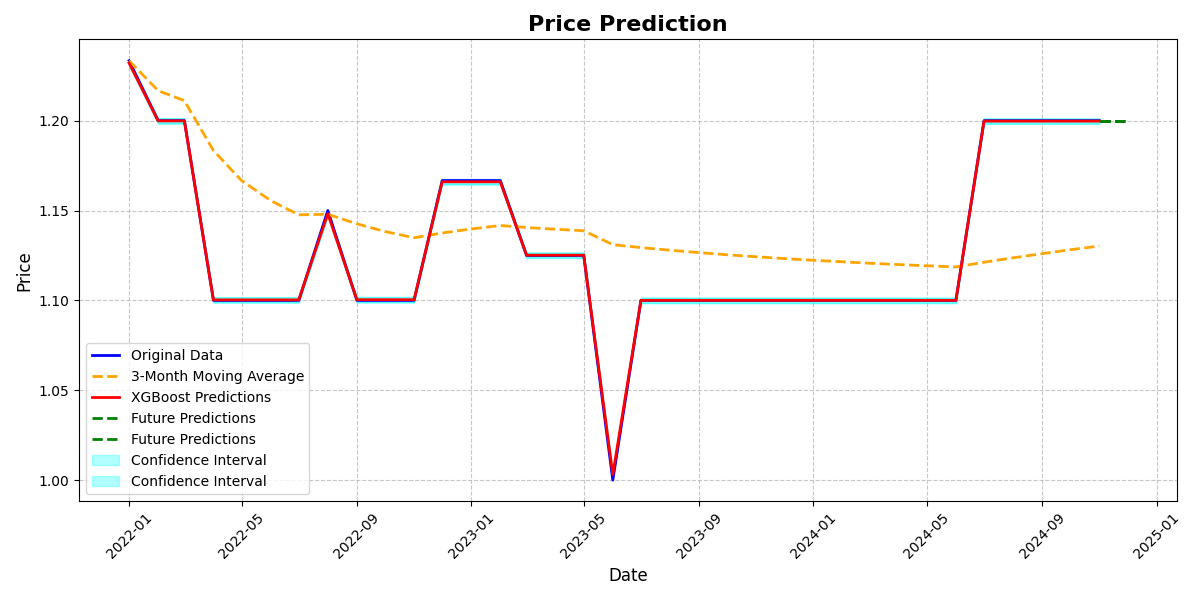 Price Prediction
Price
1.20
1.15
1.10
1.05
1.00
Original Data
3-Month Moving Average
XGBoost Predictions
Future Predictions
Future Predictions
Confidence Interval
Confidence Interval
2022-01
2022-05
2022-09
2023-01
2023-05
2023-09
2024-01
2024-05
2024-09
2025-01
Date